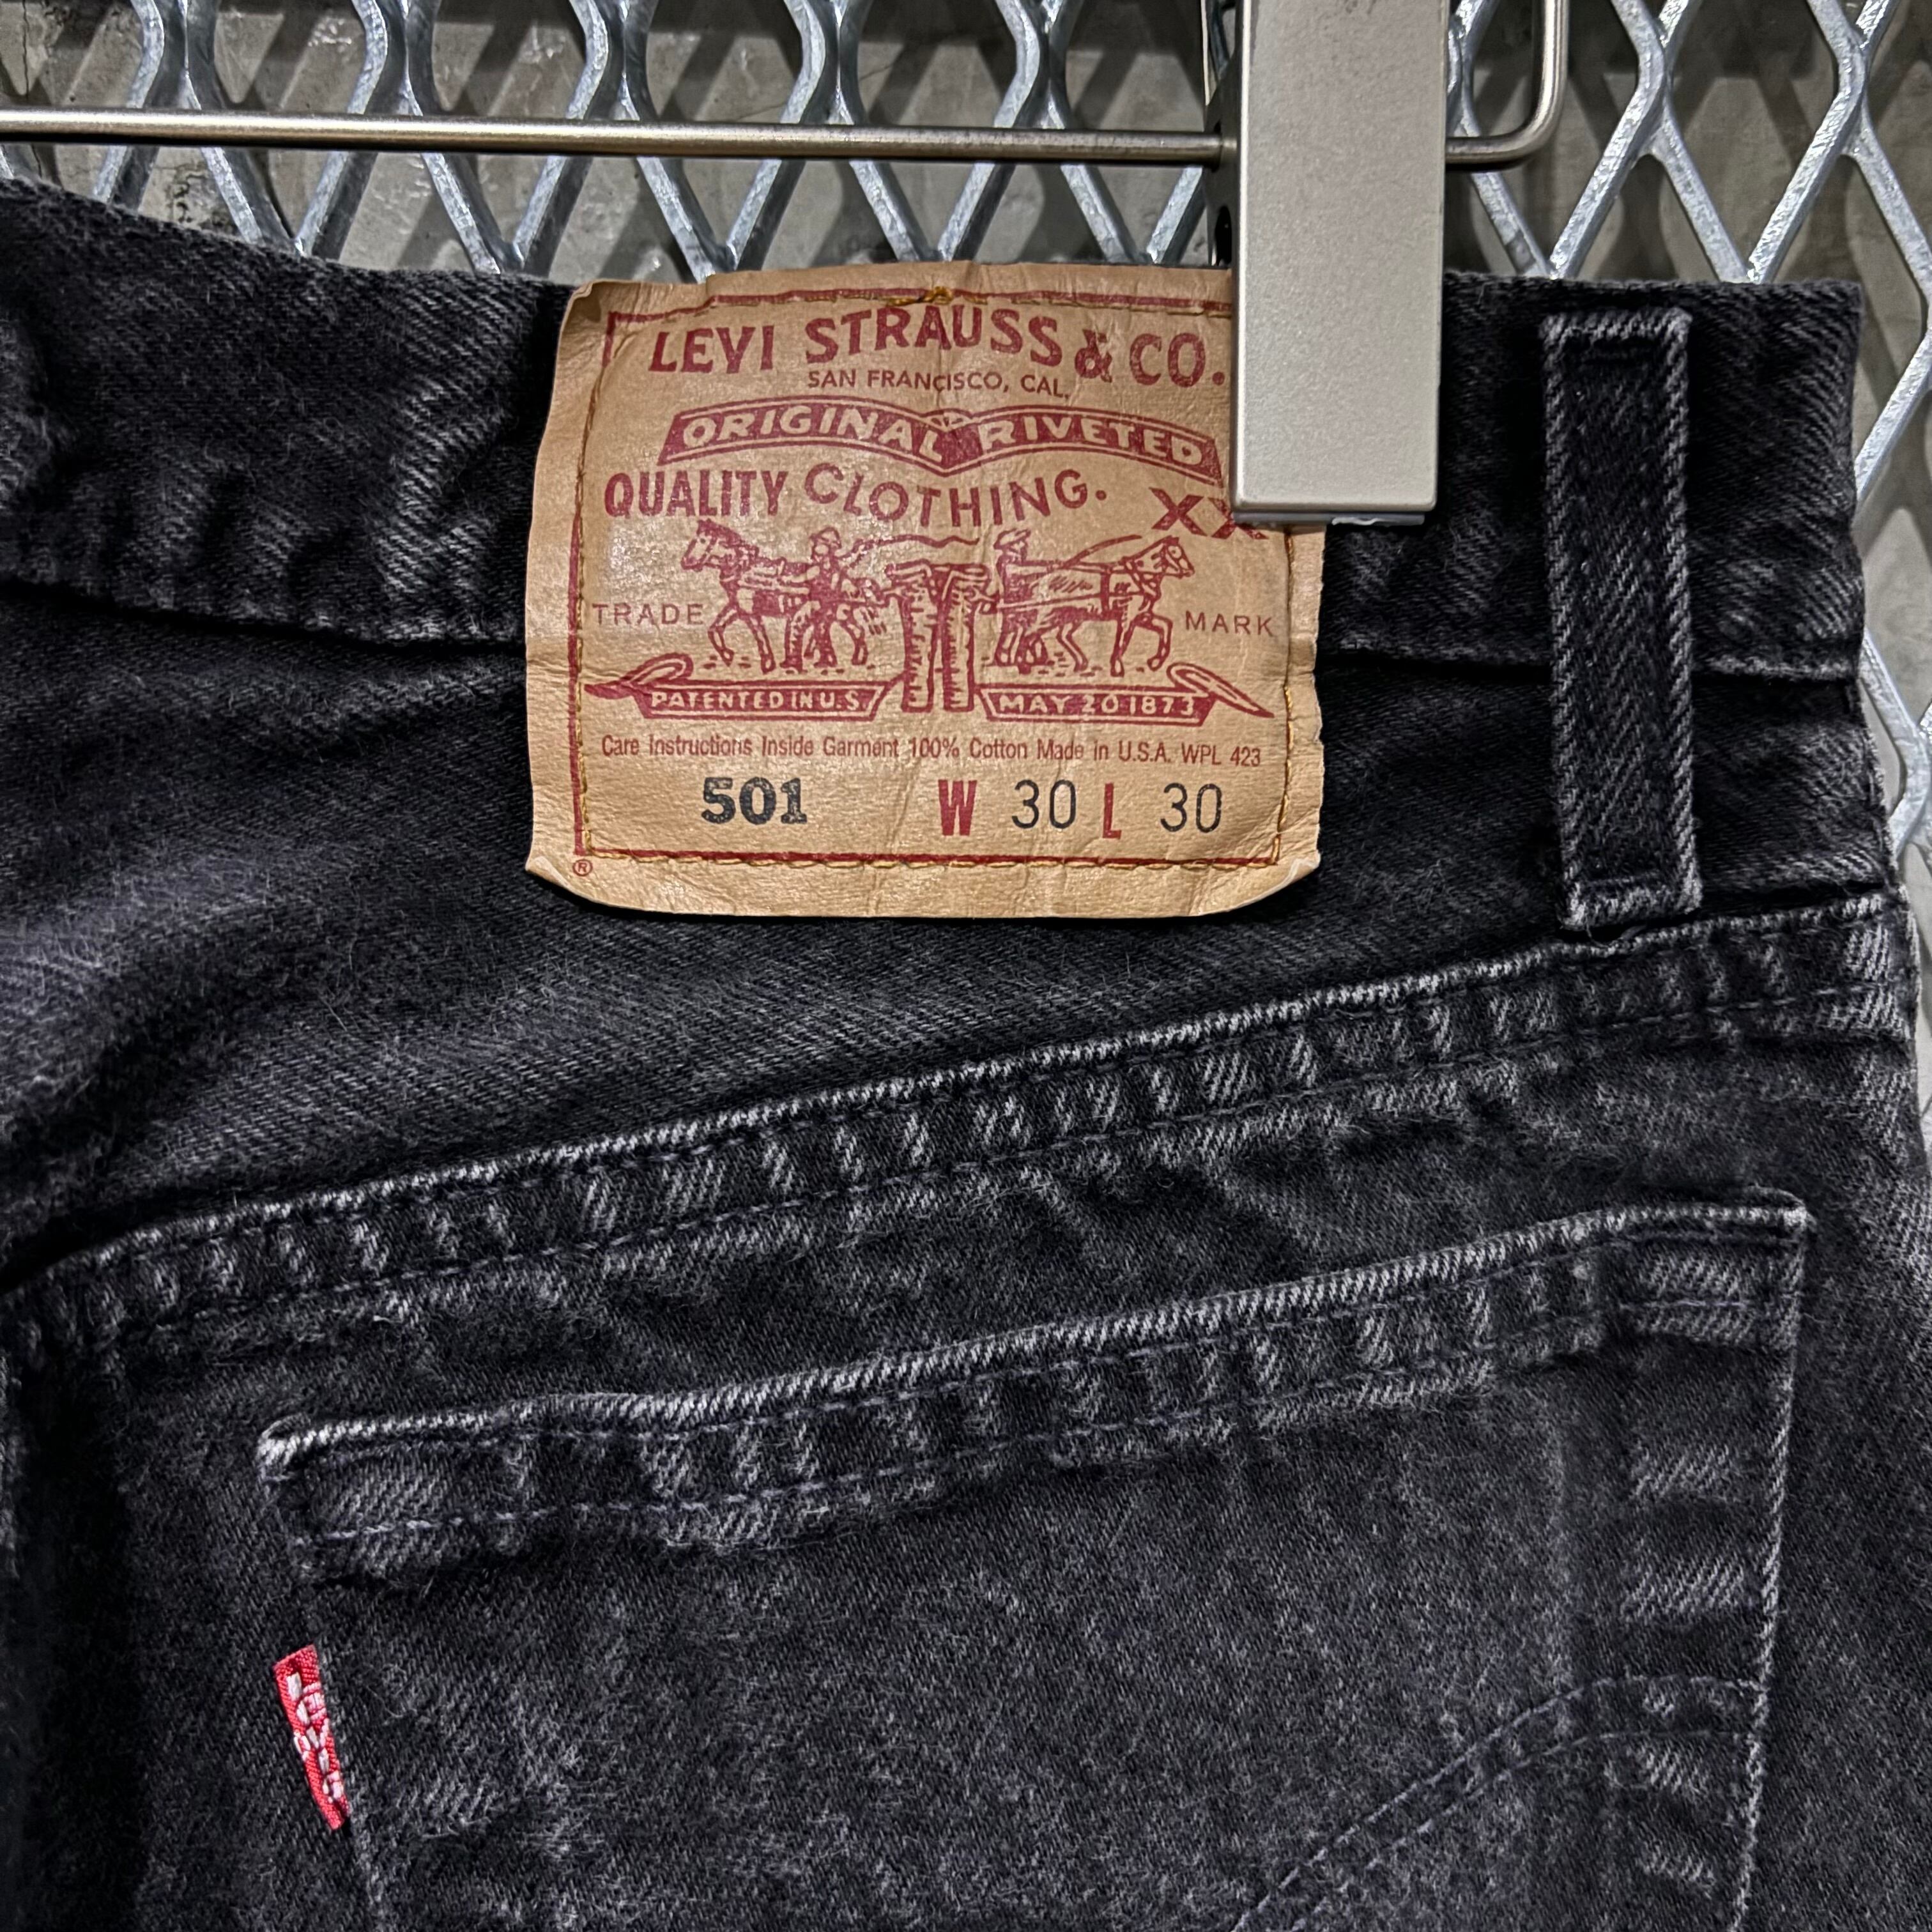 LEVI STRAUSS & CO.
SAN FRANCISCO, CAL.
ORIGINAL RIVETED
QUALITY CLOTHING. XX
TRADE MARK
PATENTED IN U.S. MAY 20 1873
Care Instructions Inside Garment 100% Cotton Made in U.S.A. WPL 423
501 W 30 L 30
®
LEVI'S